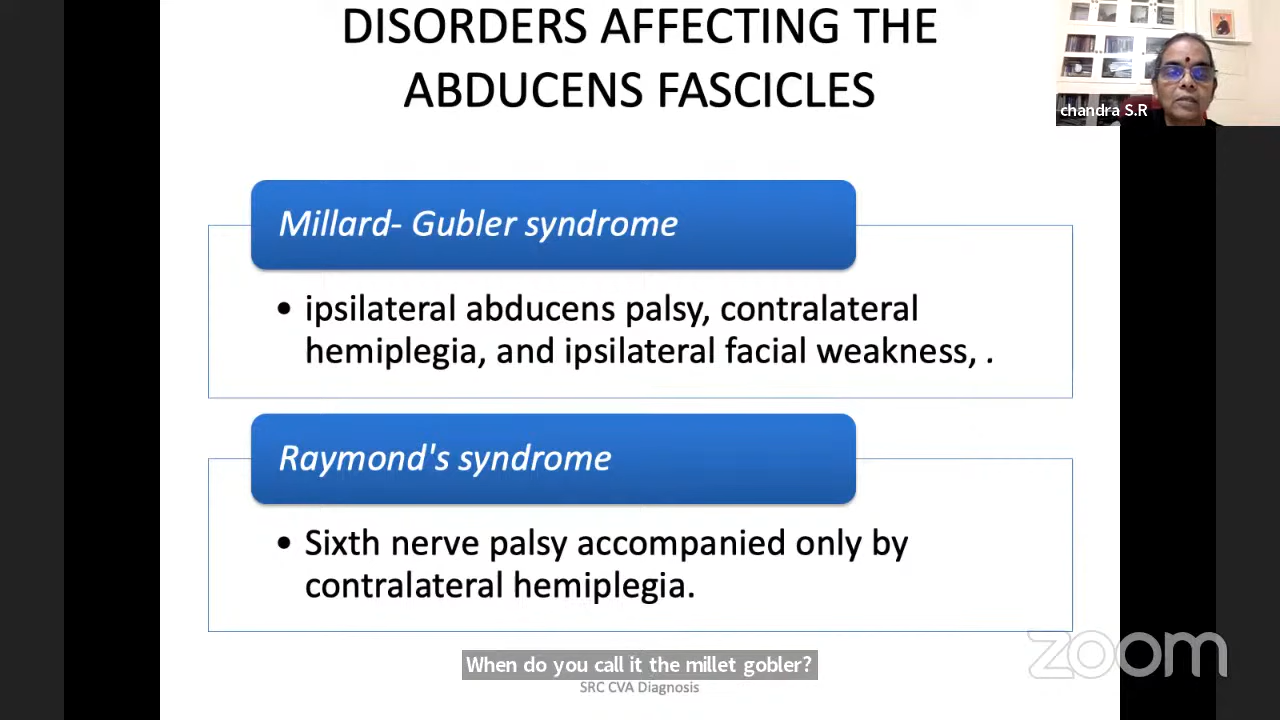 DISORDERS AFFECTING THE
ABDUCENS FASCICLES
chandra S.R
Millard- Gubler syndrome
• ipsilateral abducens palsy, contralateral
hemiplegia, and ipsilateral facial weakness, .
Raymond's syndrome
• Sixth nerve palsy accompanied only by
contralateral hemiplegia.
zoom
When do you call it the millet gobler?
SRC CVA Diagnosis